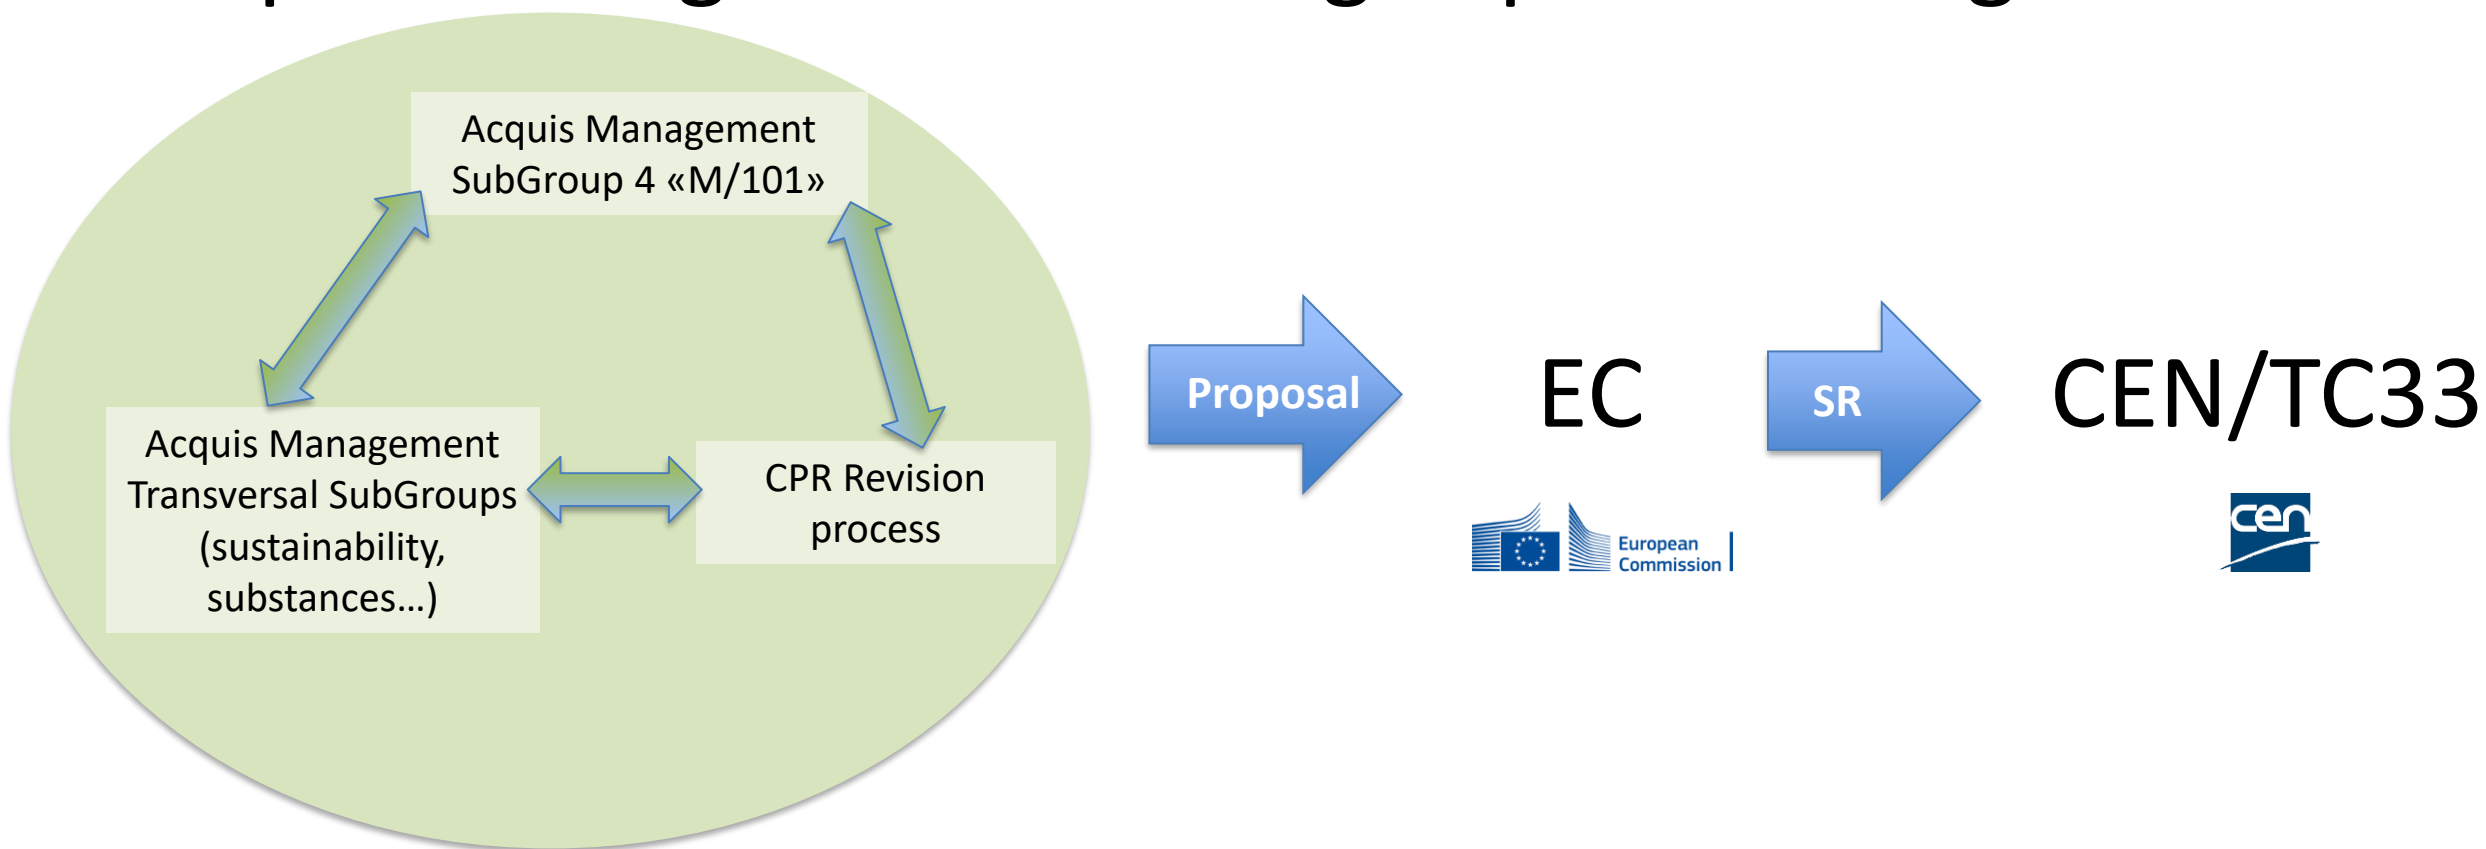 Acquis Management
SubGroup 4 «M/101»
Acquis Management
Transversal SubGroups
(sustainability,
substances...)
CPR Revision
process
Proposal
EC
European
Commission
SR
CEN/TC33
cen